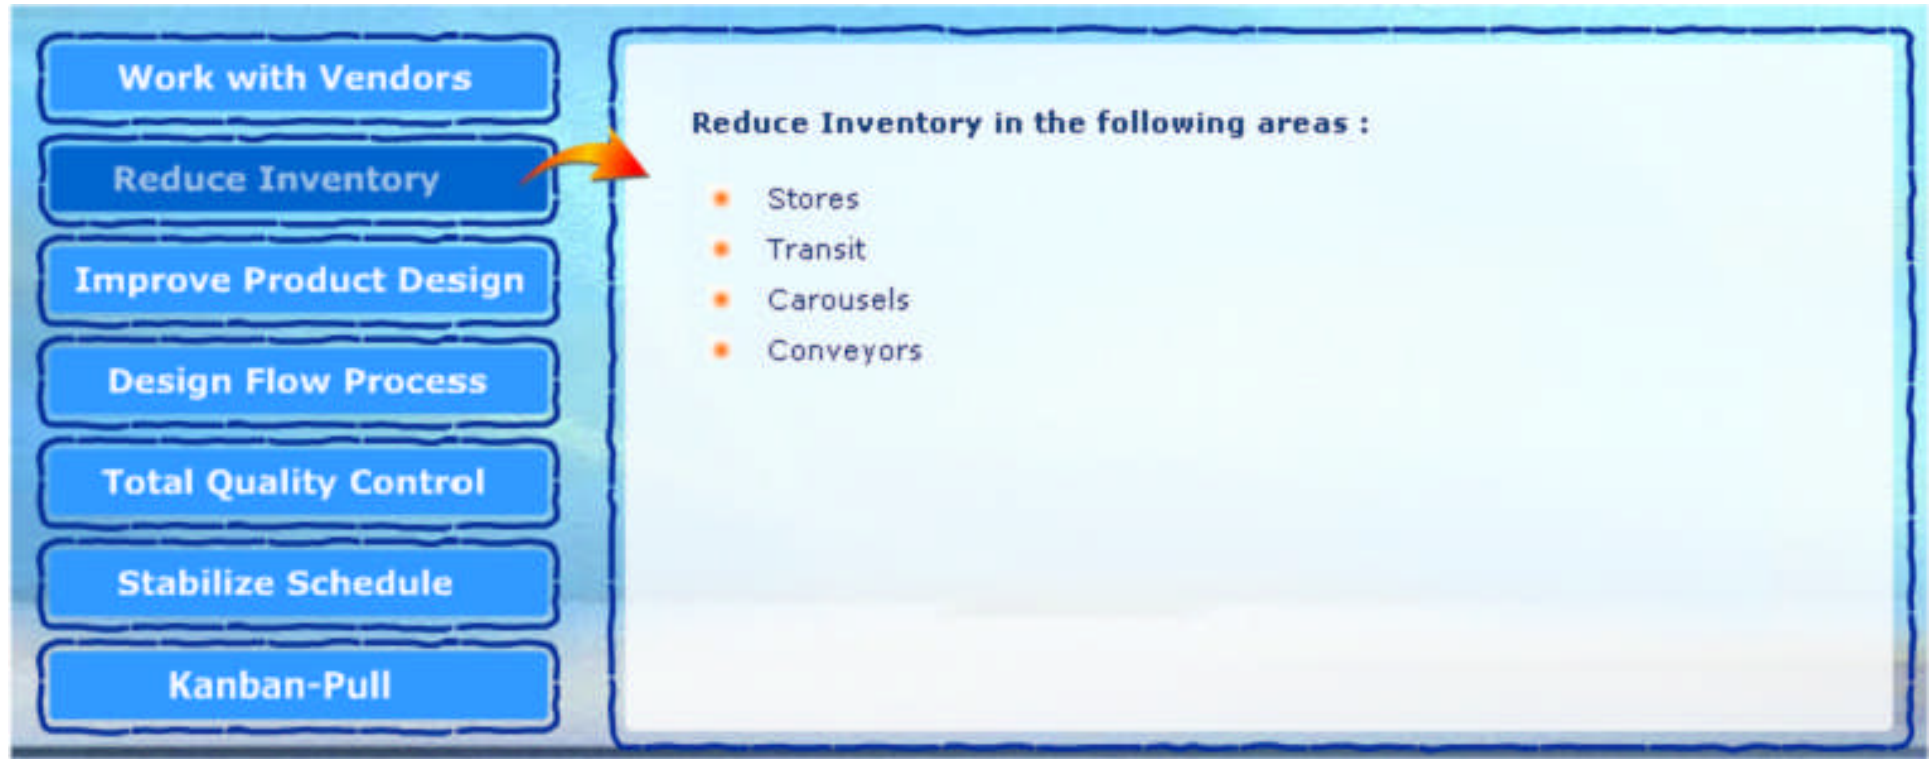 Work with Vendors
Reduce Inventory
Improve Product Design
Design Flow Process
Total Quality Control
Stabilize Schedule
Kanban-Pull
Reduce Inventory in the following areas :
Stores
Transit
Carousels
Conveyors